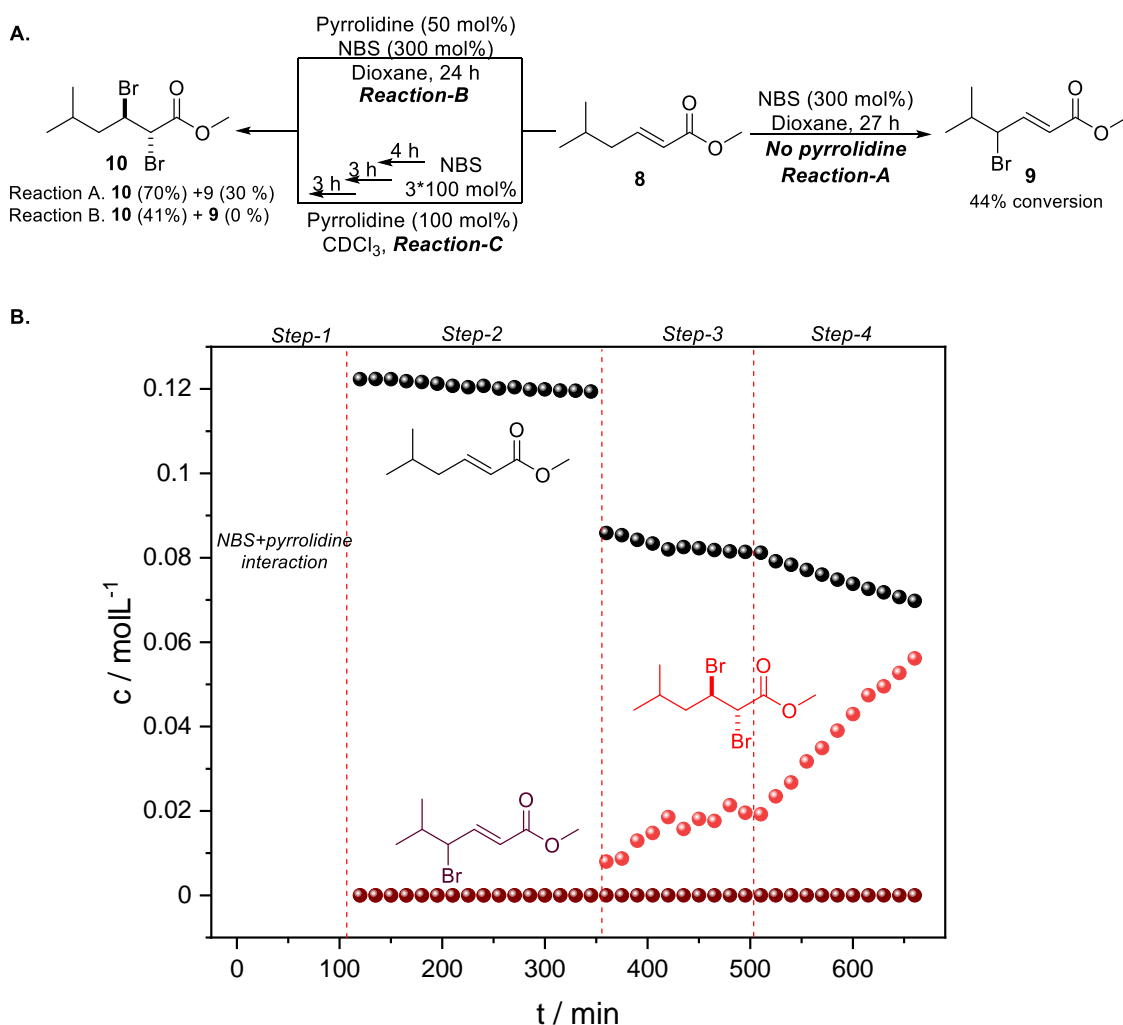 A.
Pyrrolidine (50 mol%)
NBS (300 mol%)
Dioxane, 24 h
Reaction-B
4 h
3 h
3 h
NBS
3*100 mol%
Pyrrolidine (100 mol%)
CDCl3, Reaction-C
Br
O
O
Br
10
Reaction A. 10 (70%) +9 (30 %)
Reaction B. 10 (41%) + 9 (0 %)
O
O
8
NBS (300 mol%)
Dioxane, 27 h
No pyrrolidine
Reaction-A
O
O
Br
9
44% conversion
B.
Step-1
Step-2
Step-3
Step-4
0.12
0.1
0.08
0.06
0.04
0.02
0
c / molL-1
O
O
NBS+pyrrolidine
interaction
Br
O
O
Br
O
O
Br
0
100
200
300
400
500
600
t / min